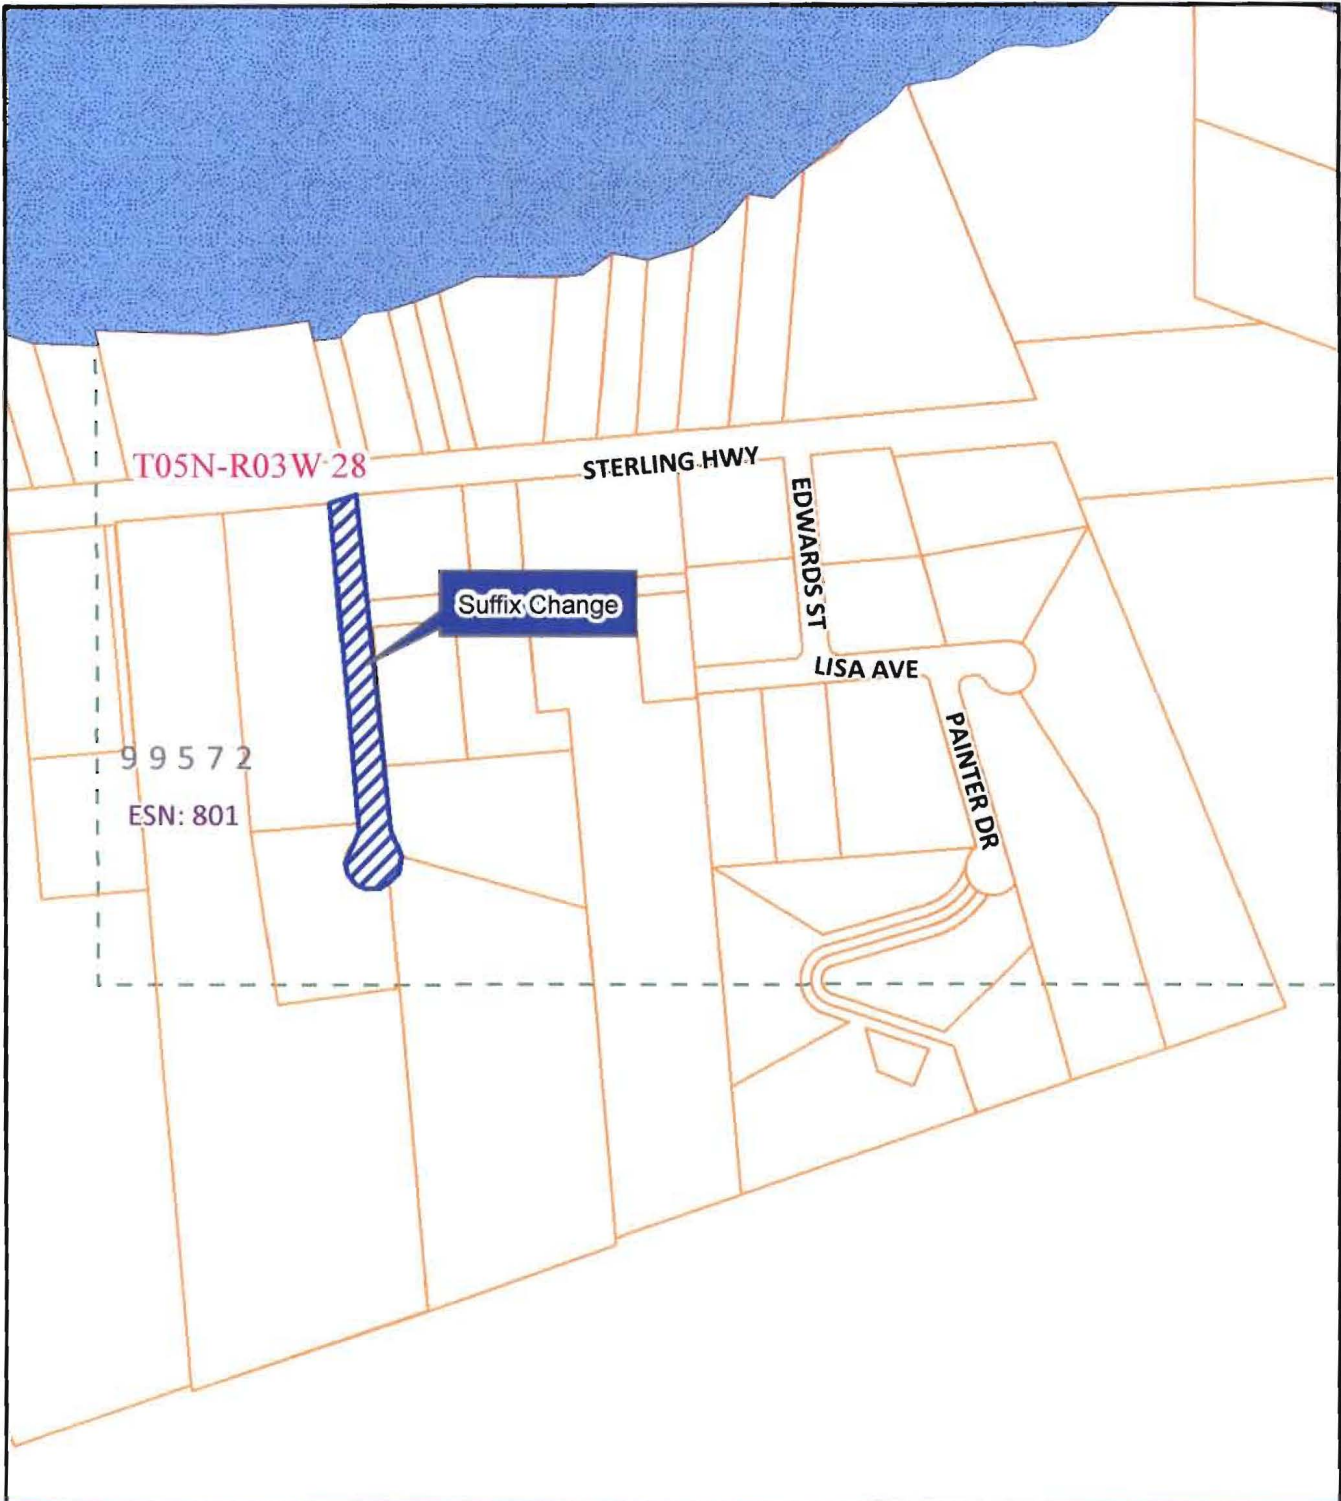 T05N-R03W 28
STERLING HWY
EDWARDS ST
Suffix Change
LISA AVE
PAINTER DR
99572
ESN: 801